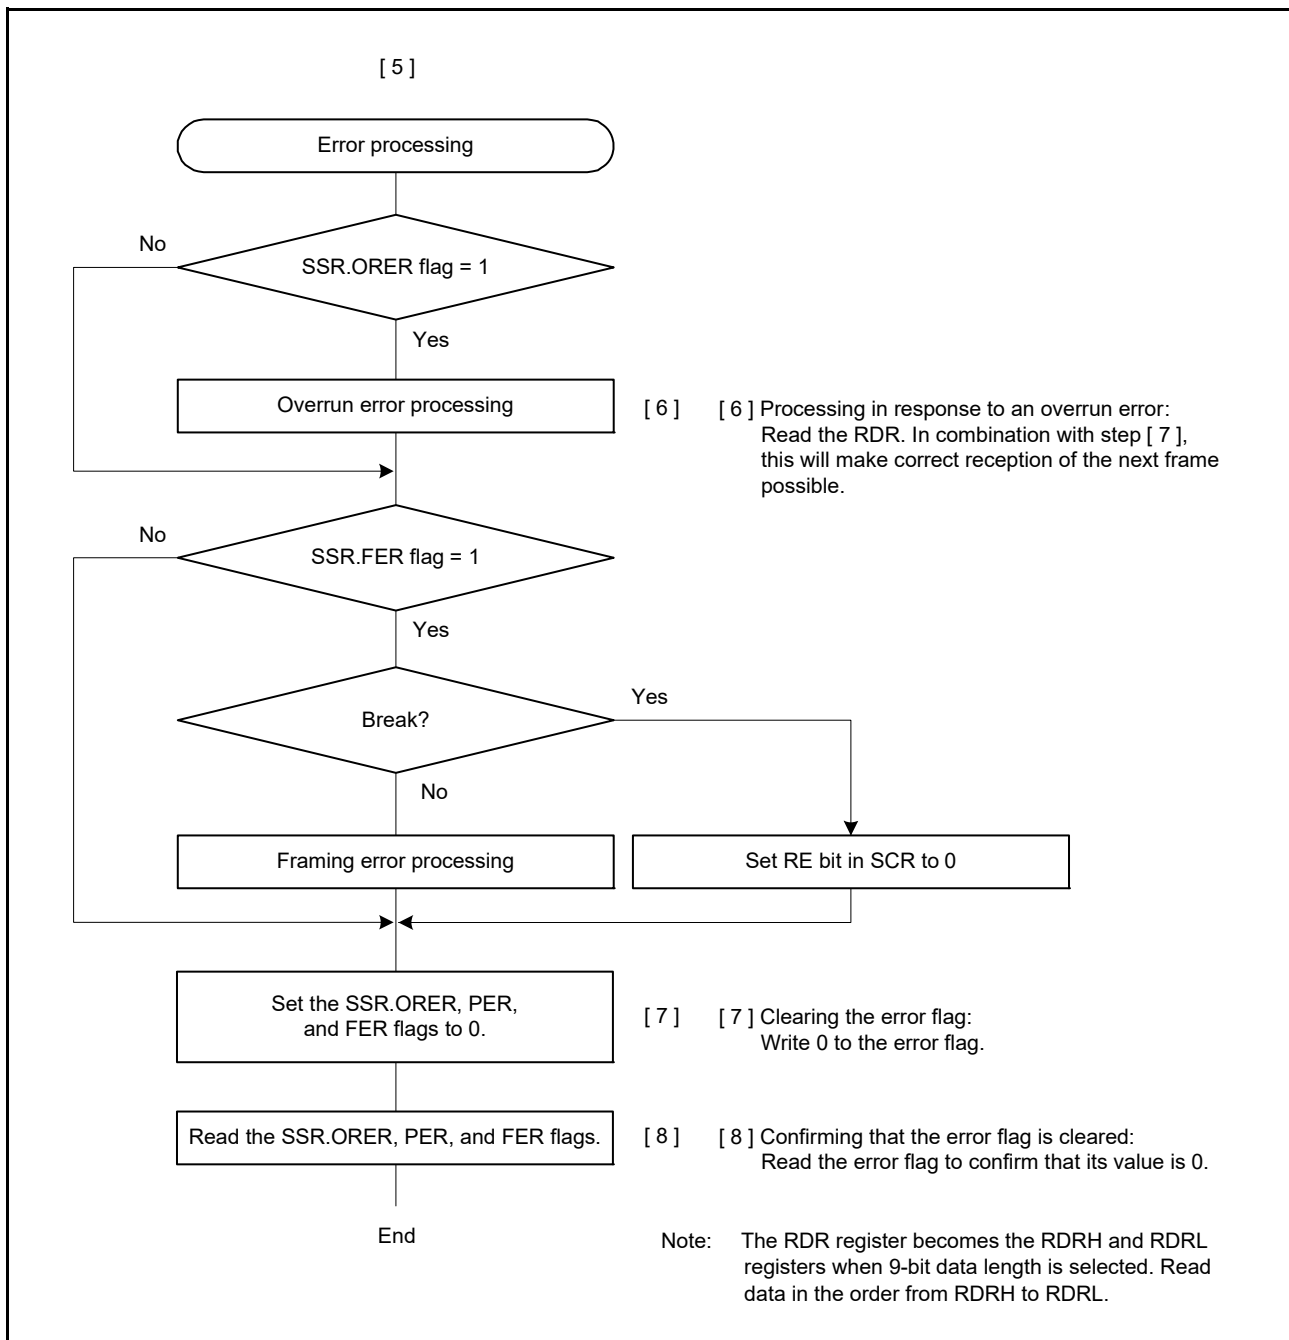 [ 5 ]
Error processing
No
SSR.ORER flag = 1
Yes
Overrun error processing
[ 6 ]
[ 6 ] Processing in response to an overrun error:
Read the RDR. In combination with step [ 7 ],
this will make correct reception of the next frame
possible.
No
SSR.FER flag = 1
Yes
Break?
Yes
No
Framing error processing
Set RE bit in SCR to 0
Set the SSR.ORER, PER,
and FER flags to 0.
[ 7 ]
[ 7 ] Clearing the error flag:
Write 0 to the error flag.
Read the SSR.ORER, PER, and FER flags.
[ 8 ]
[ 8 ] Confirming that the error flag is cleared:
Read the error flag to confirm that its value is 0.
End
Note: The RDR register becomes the RDRH and RDRL
registers when 9-bit data length is selected. Read
data in the order from RDRH to RDRL.